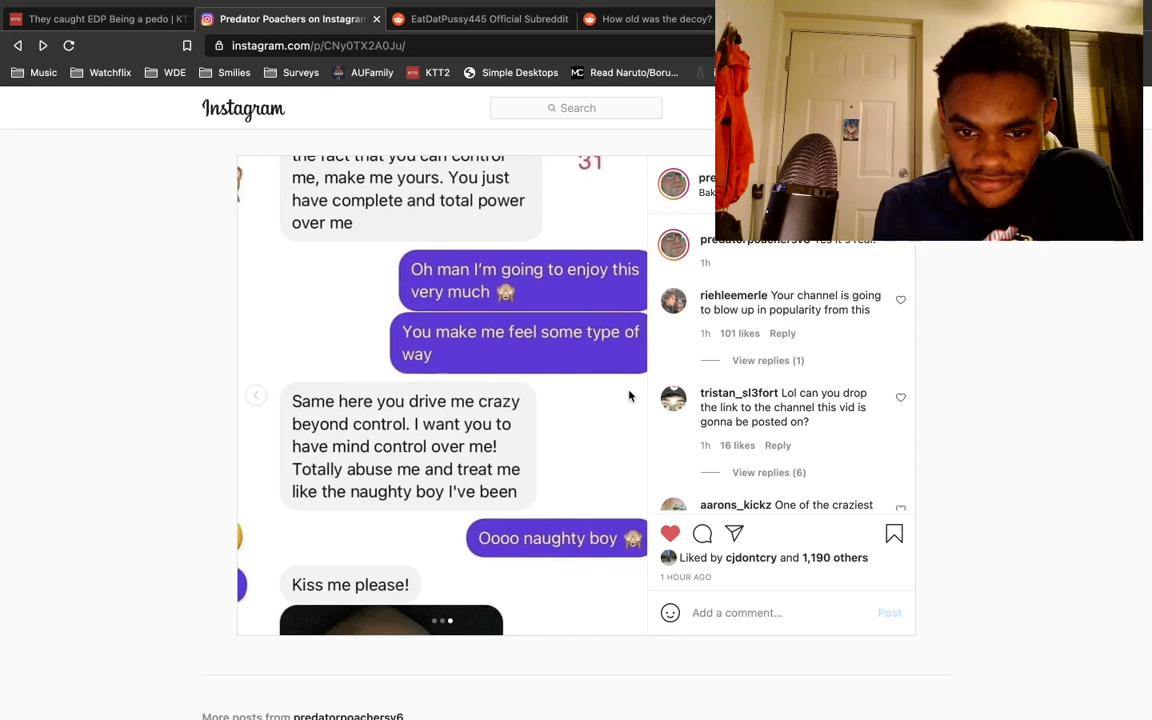 They caught EDP Being a pedo | KT
Predator Poachers on Instagram
EatDatPussy445 Official Subreddit
How old was the decoy?
instagram.com/p/CNy0TX2A0Ju/
Music Watchflix WDE Smilies Surveys AUFamily KTT2 Simple Desktops Read Naruto/Boru...
Instagram
Search
the fact that you can control
me, make me yours. You just
have complete and total power
over me
31
Oh man I'm going to enjoy this
very much 🙈
You make me feel some type of
way
Same here you drive me crazy
beyond control. I want you to
have mind control over me!
Totally abuse me and treat me
like the naughty boy I've been
Oooo naughty boy 🙈
Kiss me please!
pre
Bak
predatorpoachersv6 Yes it's real!
1h
riehleemerle Your channel is going
to blow up in popularity from this
1h 101 likes Reply
View replies (1)
tristan_sl3fort Lol can you drop
the link to the channel this vid is
gonna be posted on?
1h 16 likes Reply
View replies (6)
aarons_kickz One of the craziest
Liked by cjdontcry and 1,190 others
1 HOUR AGO
Add a comment... Post
More posts from predatorpoachersv6